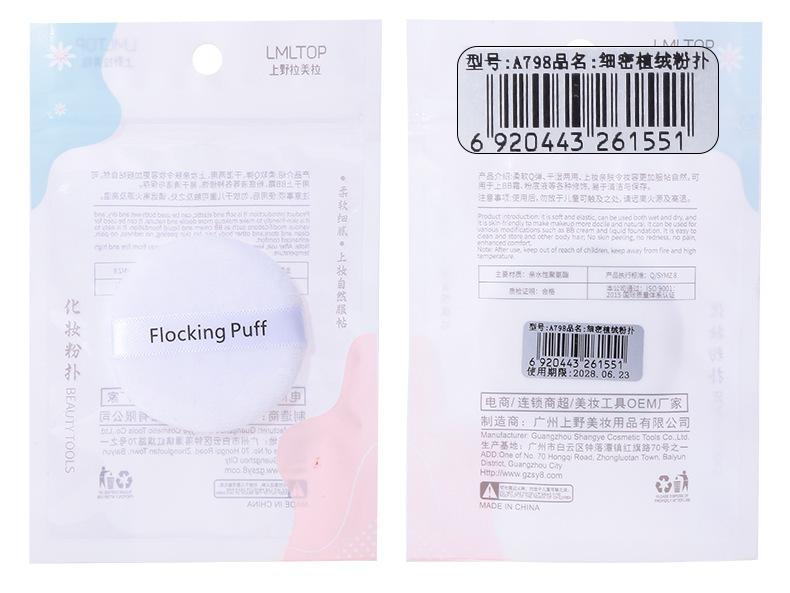 LMLTOP
上野拉美拉
• 柔软细腻
• 上妆自然服帖
Flocking Puff
化妆粉扑
BEAUTY TOOLS
LMLTOP
型号:A798品名:细密植绒粉扑
6 920443 261551
产品介绍:柔软Q弹、干湿两用、上妆亲肤令妆容更加服帖自然。可
用于上BB霜、粉底液等各种修饰，易于清洁与保存。
注意事项:使用后，勿放于儿童可触及之处，请远离火源及高温。
Product introduction: it is soft and elastic, can be used both wet and dry, and
it is skin-friendly to make makeup more docile and natural. It can be used for
various modifications such as BB cream and liquid foundation. It is easy to
clean and store and other body hair; No skin peeling, no redness, no pain,
enhanced comfort.
Note: After use, keep out of reach of children, keep away from fire and high
temperature.
主要材质：亲水性聚氨酯
产品执行标准：Q/SYMZ 8
质检证明：合格
本公司通过：ISO 9001:
2015 国际质量体系认证
型号:A798品名:细密植绒粉扑
6 920443 261551
使用期限:2028.06.23
电商/连锁商超/美妆工具OEM厂家
制造商：广州上野美妆用品有限公司
Manufacturer: Guangzhou Shangye Cosmetic Tools Co.,Ltd.
生产基地：广州市白云区钟落潭镇红旗路70号之一
ADD:One of No. 70 Hongqi Road, Zhongluotan Town, Baiyun
District, Guangzhou City
Http://www.gzsy8.com
MADE IN CHINA